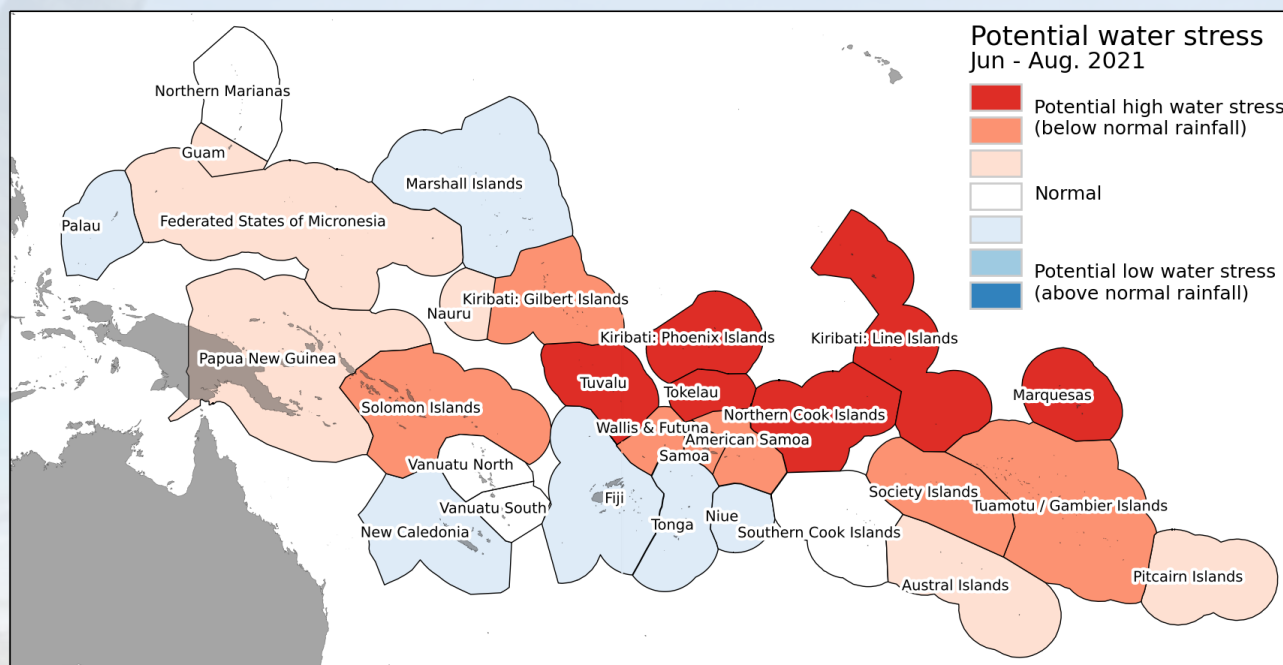 Potential water stress
Jun - Aug. 2021
Potential high water stress
(below normal rainfall)
Normal
Potential low water stress
(above normal rainfall)
Northern Marianas
Guam
Marshall Islands
Palau
Federated States of Micronesia
Nauru
Kiribati: Gilbert Islands
Kiribati: Phoenix Islands
Kiribati: Line Islands
Papua New Guinea
Tuvalu
Tokelau
Marquesas
Solomon Islands
Northern Cook Islands
Wallis & Futuna
American Samoa
Samoa
Vanuatu North
Fiji
Society Islands
Vanuatu South
Tuamotu / Gambier Islands
New Caledonia
Tonga
Niue
Southern Cook Islands
Austral Islands
Pitcairn Islands